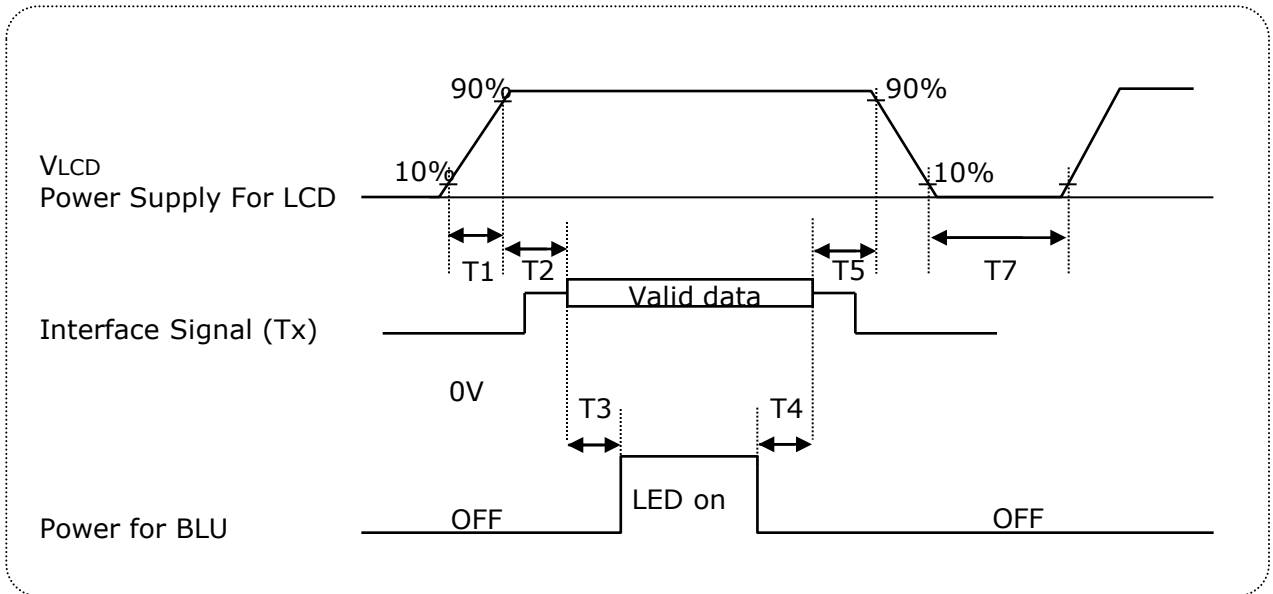 90% 90%
VLCD
10% 10%
Power Supply For LCD
T1 T2 T5 T7
Valid data
Interface Signal (Tx)
0V
T3 T4
LED on
Power for BLU OFF OFF